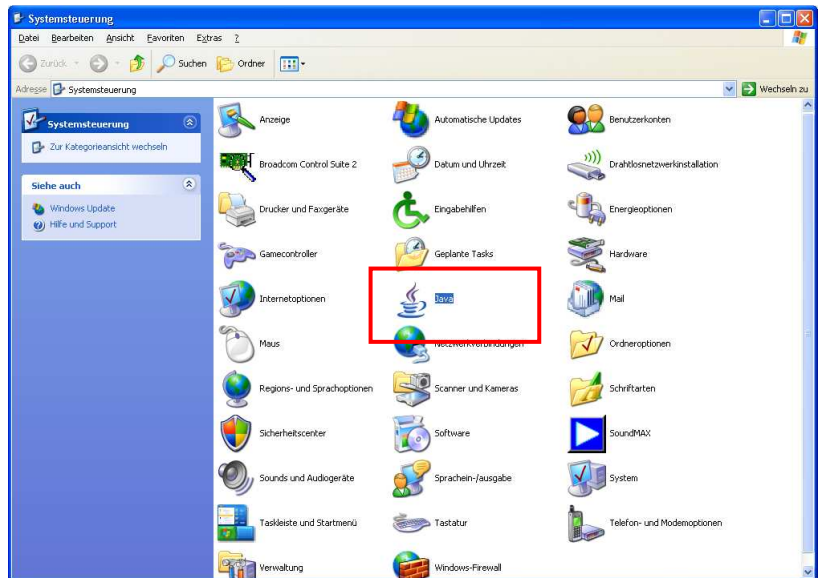 Systemsteuerung
Datei Bearbeiten Ansicht Favoriten Extras ?
Zurück Suchen Ordner
Adresse Systemsteuerung Wechseln zu
Systemsteuerung
Zur Kategorieansicht wechseln
Siehe auch
Windows Update
Hilfe und Support
Anzeige Automatische Updates Benutzerkonten
Broadcom Control Suite 2 Datum und Uhrzeit Drahtlosnetzwerkinstallation
Drucker und Faxgeräte Eingabehilfen Energieoptionen
Gamecontroller Geplante Tasks Hardware
Internetoptionen Java Mail
Maus Netzwerkverbindungen Ordneroptionen
Regions- und Sprachoptionen Scanner und Kameras Schriftarten
Sicherheitscenter Software SoundMAX
Sounds und Audiogeräte Sprachein-/ausgabe System
Taskleiste und Startmenü Tastatur Telefon- und Modemoptionen
Verwaltung Windows-Firewall